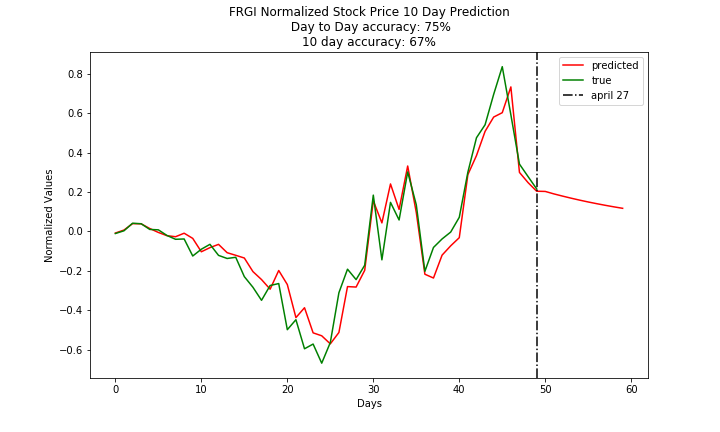 FRGI Normalized Stock Price 10 Day Prediction
Day to Day accuracy: 75%
10 day accuracy: 67%
predicted
true
april 27
0.8
0.6
0.4
0.2
0.0
−0.2
−0.4
−0.6
Normalized Values
0 10 20 30 40 50 60
Days